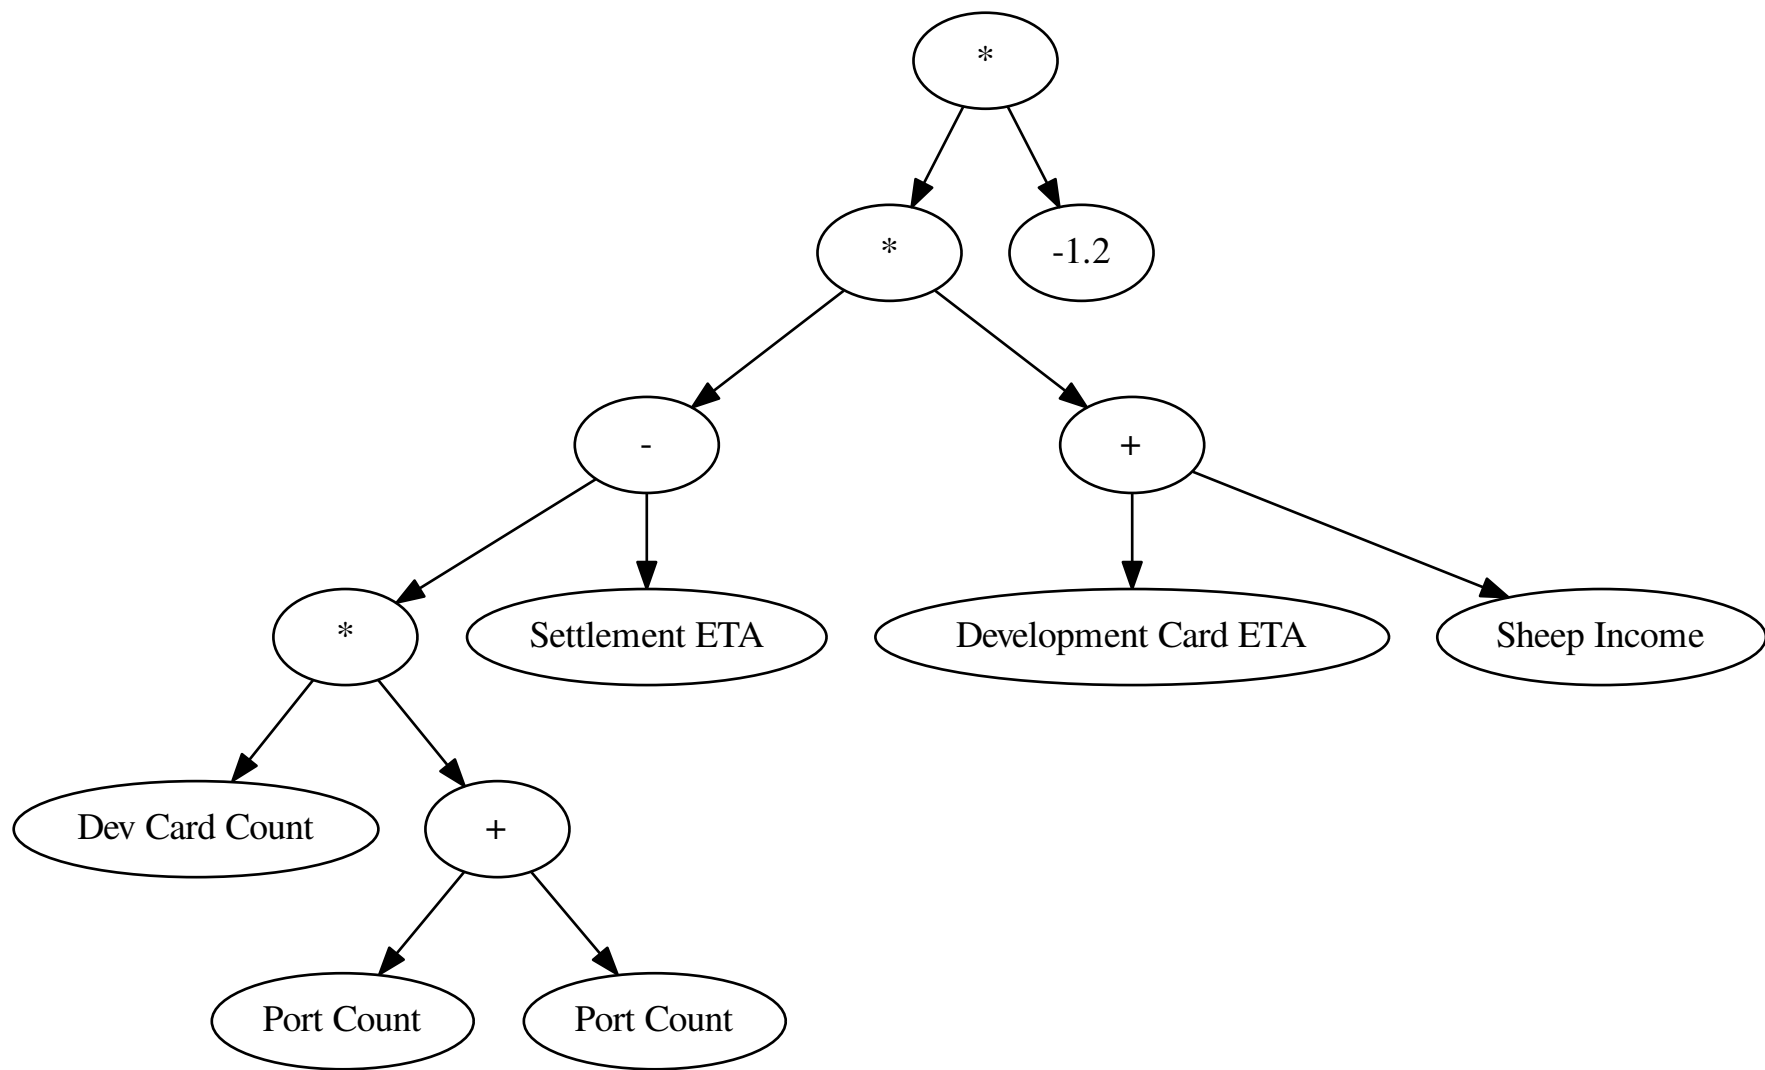 *
*
-1.2
-
+
*
Settlement ETA
Development Card ETA
Sheep Income
Dev Card Count
+
Port Count
Port Count